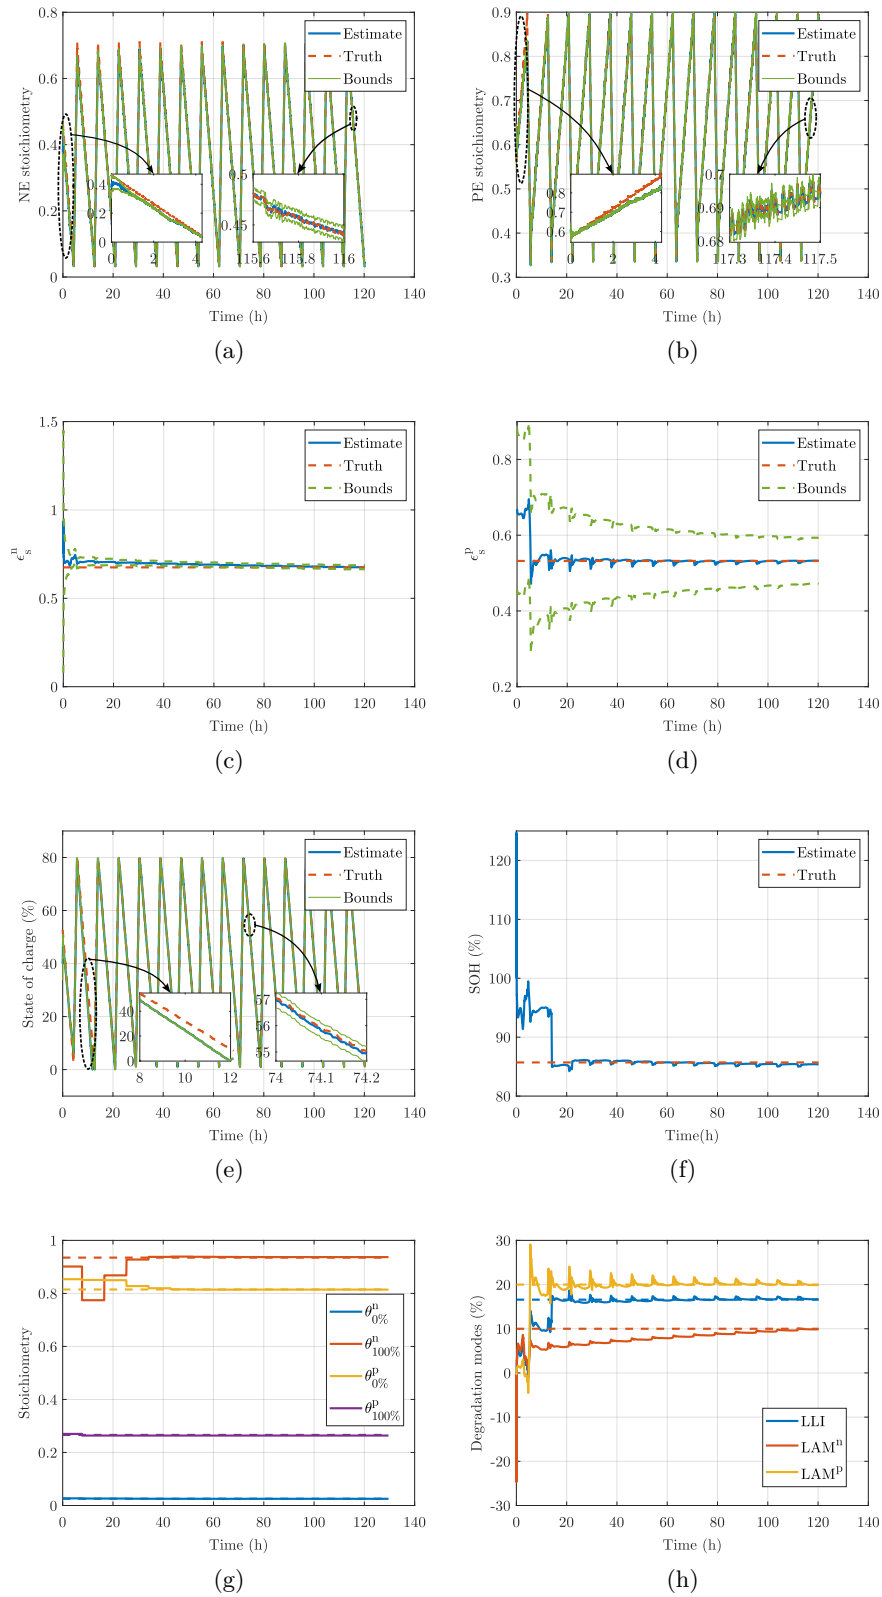 0.8
0.6
0.4
0.2
0
NE stoichiometry
Estimate
Truth
Bounds
0.4
0.2
0
0 2 4
0.5
0.45
115.6 115.8 116
0 20 40 60 80 100 120 140
Time (h)
(a)
0.9
0.8
0.7
0.6
0.5
0.4
0.3
PE stoichiometry
Estimate
Truth
Bounds
0.8
0.7
0.6
0 2 4
0.7
0.69
0.68
117.3 117.4 117.5
0 20 40 60 80 100 120 140
Time (h)
(b)
1.5
1
0.5
0
ϵₛⁿ
Estimate
Truth
Bounds
0 20 40 60 80 100 120 140
Time (h)
(c)
0.8
0.6
0.4
0.2
ϵₛᵖ
Estimate
Truth
Bounds
0 20 40 60 80 100 120 140
Time (h)
(d)
80
60
40
20
0
State of charge (%)
Estimate
Truth
Bounds
40
20
0
8 10 12
57
56
55
74 74.1 74.2
0 20 40 60 80 100 120 140
Time (h)
(e)
120
110
100
90
80
SOH (%)
Estimate
Truth
0 20 40 60 80 100 120 140
Time(h)
(f)
1
0.8
0.6
0.4
0.2
0
Stoichiometry
θⁿ0%
θⁿ100%
θᵖ0%
θᵖ100%
0 20 40 60 80 100 120 140
Time (h)
(g)
30
20
10
0
-10
-20
-30
Degradation modes (%)
LLI
LAMⁿ
LAMᵖ
0 20 40 60 80 100 120 140
Time (h)
(h)